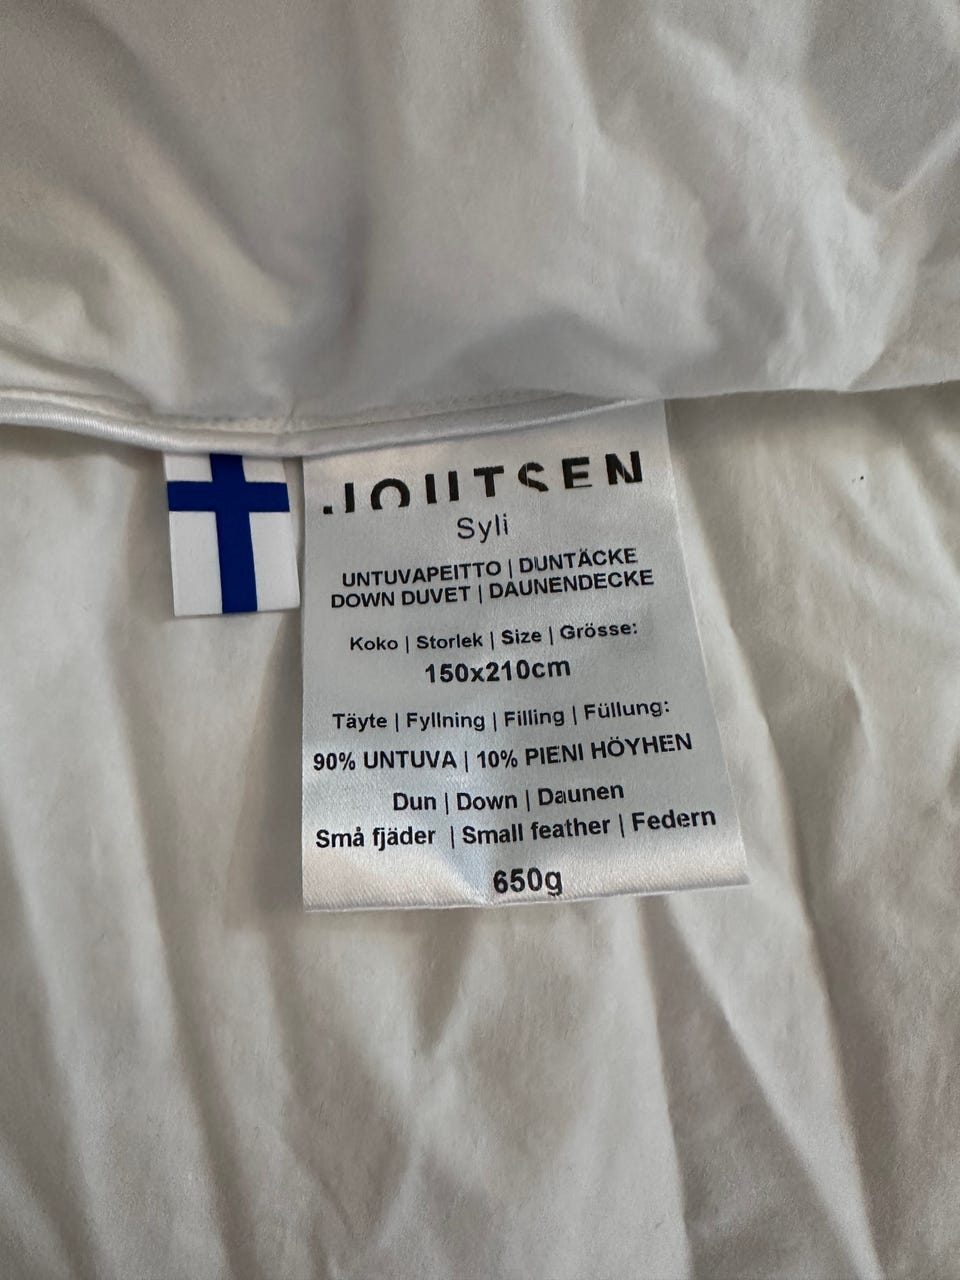 JOUTSEN
Syli
UNTUVAPEITTO | DUNTÄCKE
DOWN DUVET | DAUNENDECKE
Koko | Storlek | Size | Grösse:
150x210cm
Täyte | Fyllning | Filling | Füllung:
90% UNTUVA | 10% PIENI HÖYHEN
Dun | Down | Daunen
Små fjäder | Small feather | Federn
650g